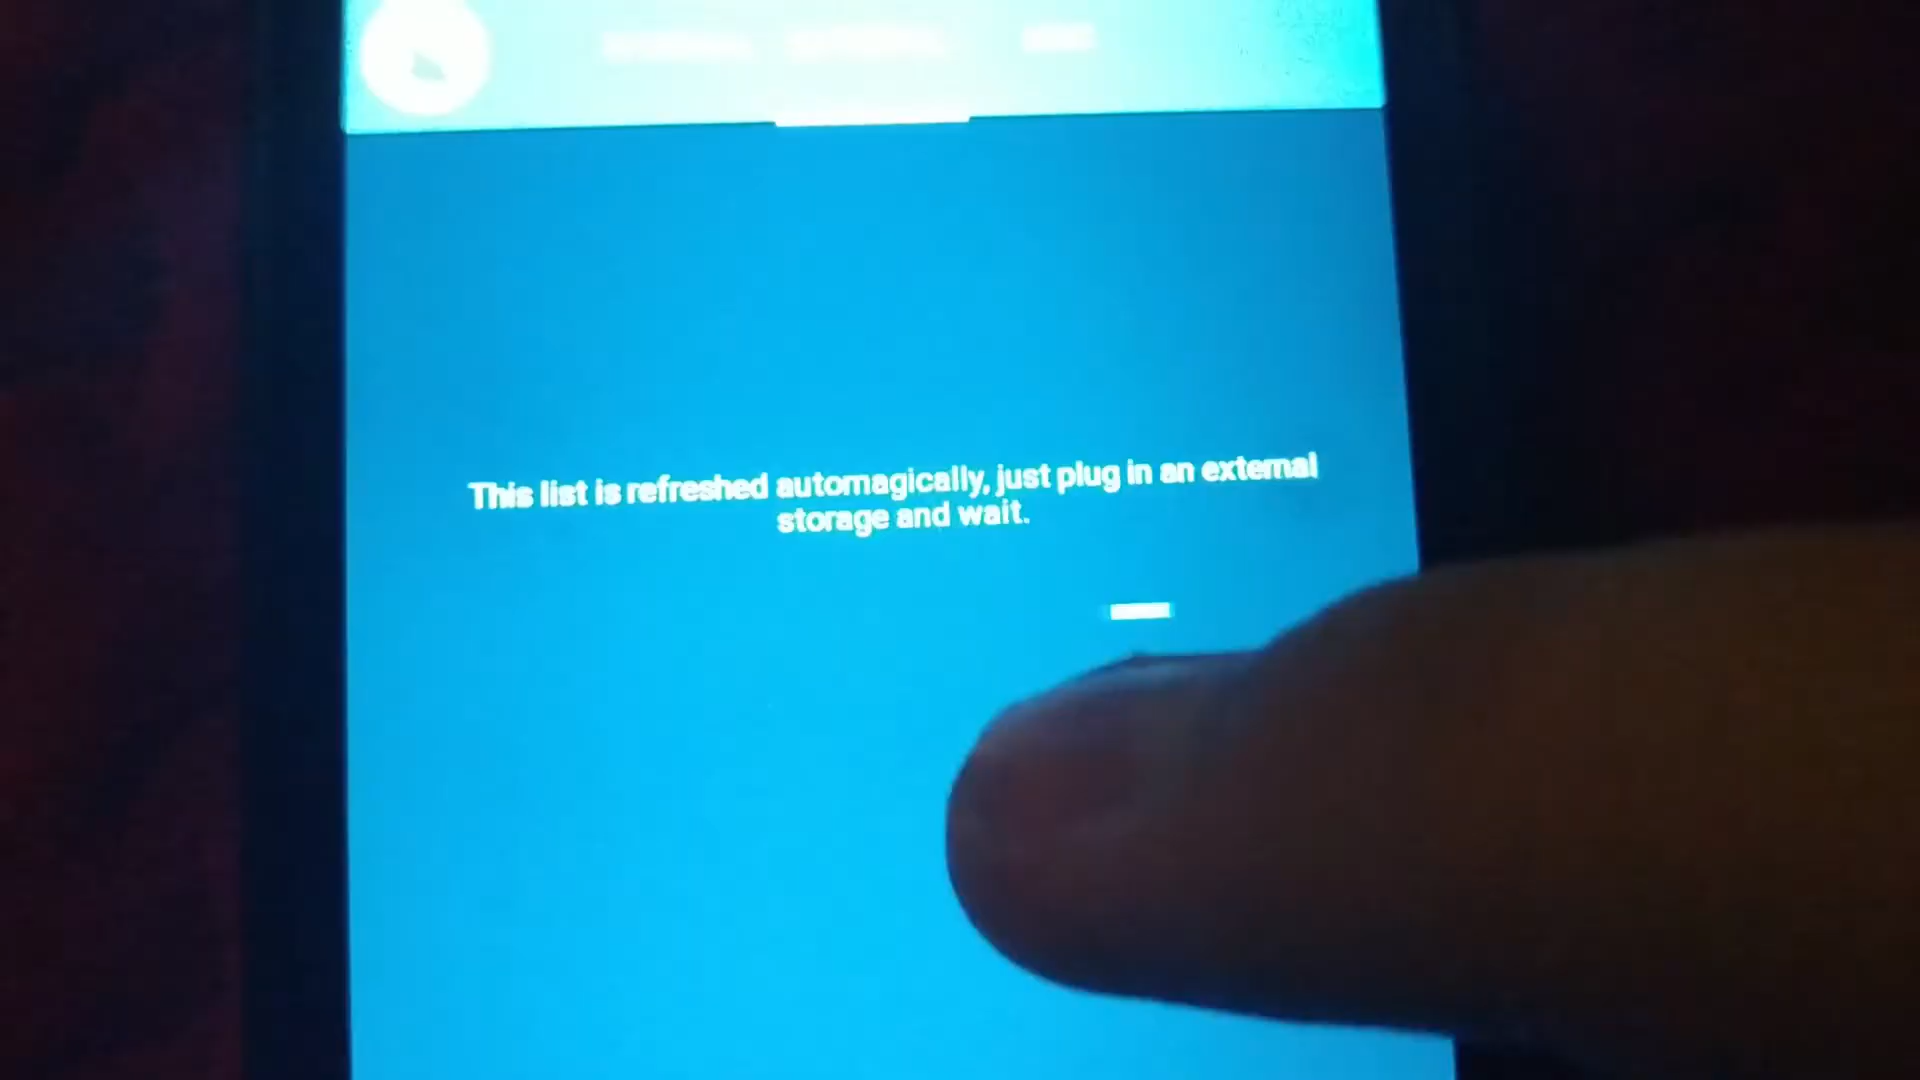 This list is refreshed automagically, just plug in an external
storage and wait.